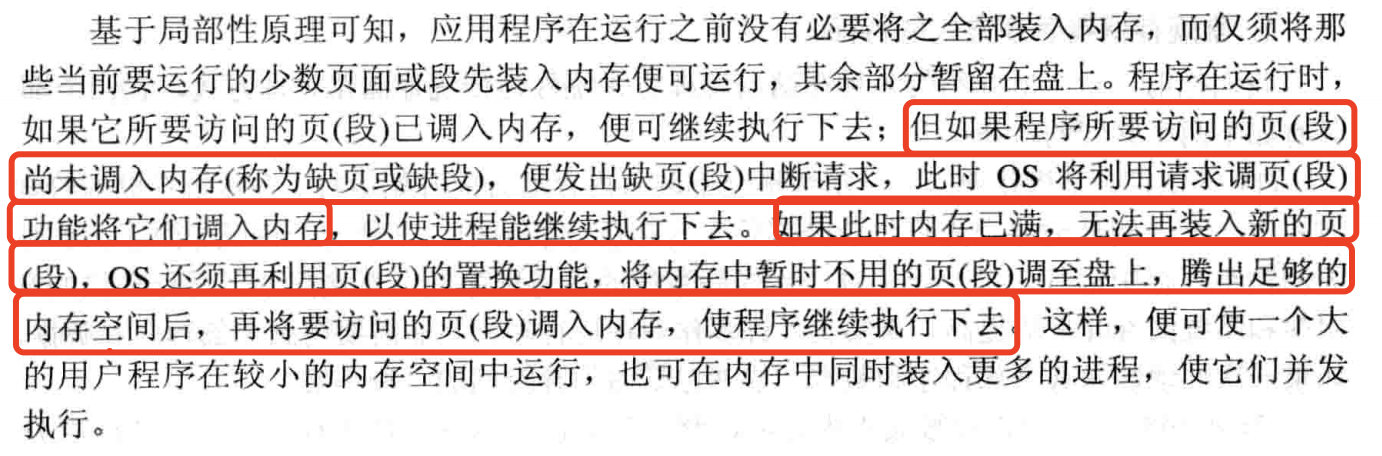 基于局部性原理可知，应用程序在运行之前没有必要将之全部装入内存，而仅须将那
些当前要运行的少数页面或段先装入内存便可运行，其余部分暂留在盘上。程序在运行时，
如果它所要访问的页(段)已调入内存，便可继续执行下去；但如果程序所要访问的页(段)
尚未调入内存(称为缺页或缺段)，便发出缺页(段)中断请求，此时 OS 将利用请求调页(段)
功能将它们调入内存，以使进程能继续执行下去。如果此时内存已满，无法再装入新的页
(段)，OS 还须再利用页(段)的置换功能，将内存中暂时不用的页(段)调至盘上，腾出足够的
内存空间后，再将要访问的页(段)调入内存，使程序继续执行下去。这样，便可使一个大
的用户程序在较小的内存空间中运行，也可在内存中同时装入更多的进程，使它们并发
执行。